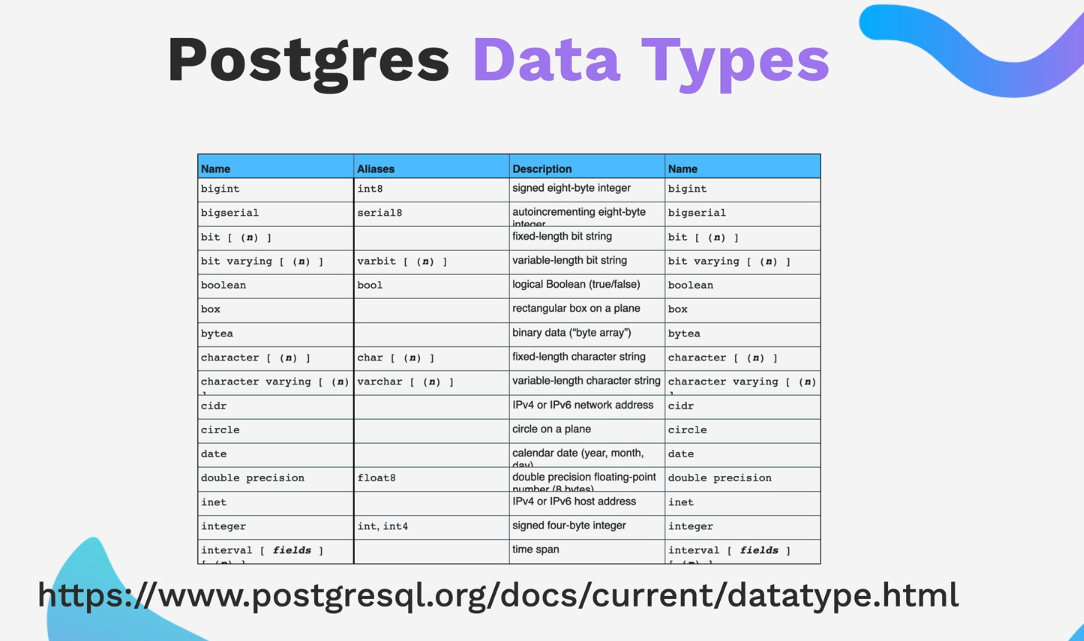 Postgres Data Types
Name Aliases Description Name
bigint int8 signed eight-byte integer bigint
bigserial serial8 autoincrementing eight-byte bigserial
integer
bit [ (n) ] fixed-length bit string bit [ (n) ]
bit varying [ (n) ] varbit [ (n) ] variable-length bit string bit varying [ (n) ]
boolean bool logical Boolean (true/false) boolean
box rectangular box on a plane box
bytea binary data (“byte array”) bytea
character [ (n) ] char [ (n) ] fixed-length character string character [ (n) ]
character varying [ (n) varchar [ (n) ] variable-length character string character varying [ (n)
cidr IPv4 or IPv6 network address cidr
circle circle on a plane circle
date calendar date (year, month, date
day)
double precision float8 double precision floating-point double precision
number (8 bytes)
inet IPv4 or IPv6 host address inet
integer int, int4 signed four-byte integer integer
interval [ fields ] time span interval [ fields ]
https://www.postgresql.org/docs/current/datatype.html